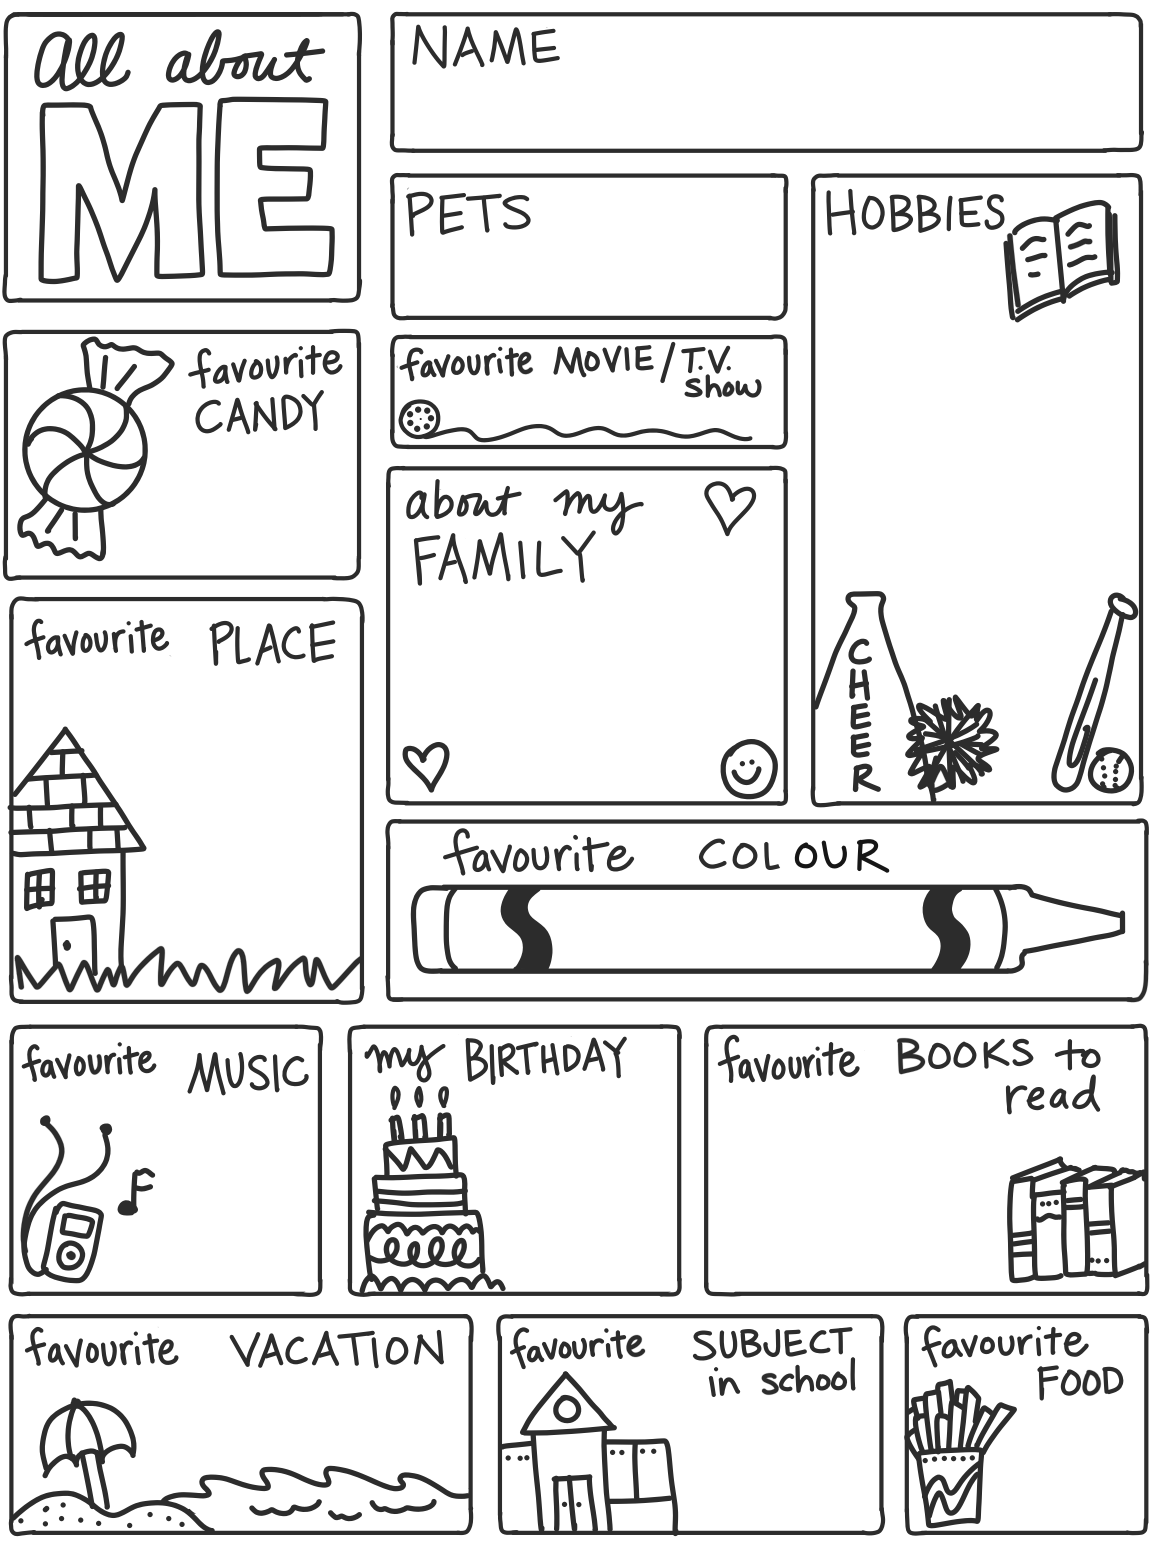 all about
ME
NAME
PETS
HOBBIES
favourite
CANDY
favourite MOVIE / T.V.
show
about my
FAMILY
favourite PLACE
C
H
E
E
R
favourite COLOUR
favourite MUSIC
my BIRTHDAY
favourite BOOKS to
read
favourite VACATION
favourite SUBJECT
in school
favourite
FOOD